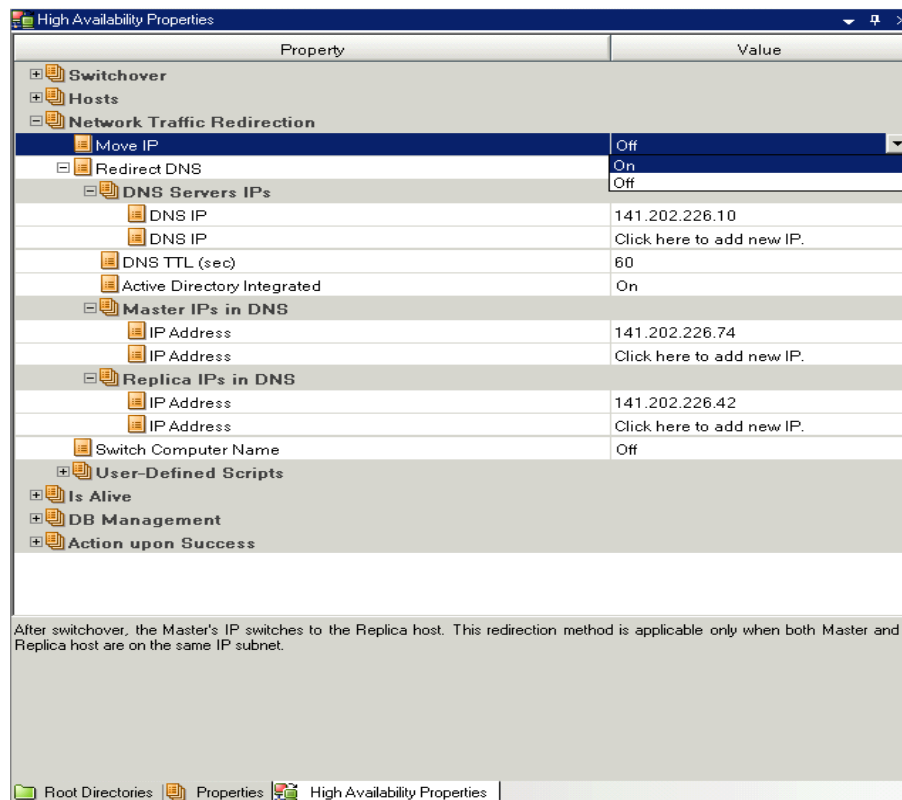 High Availability Properties
Property Value
Switchover
Hosts
Network Traffic Redirection
Move IP Off
On
Redirect DNS
Off
DNS Servers IPs
DNS IP 141.202.226.10
DNS IP Click here to add new IP.
DNS TTL (sec) 60
Active Directory Integrated On
Master IPs in DNS
IP Address 141.202.226.74
IP Address Click here to add new IP.
Replica IPs in DNS
IP Address 141.202.226.42
IP Address Click here to add new IP.
Switch Computer Name Off
User-Defined Scripts
Is Alive
DB Management
Action upon Success
After switchover, the Master's IP switches to the Replica host. This redirection method is applicable only when both Master and
Replica host are on the same IP subnet.
Root Directories Properties High Availability Properties